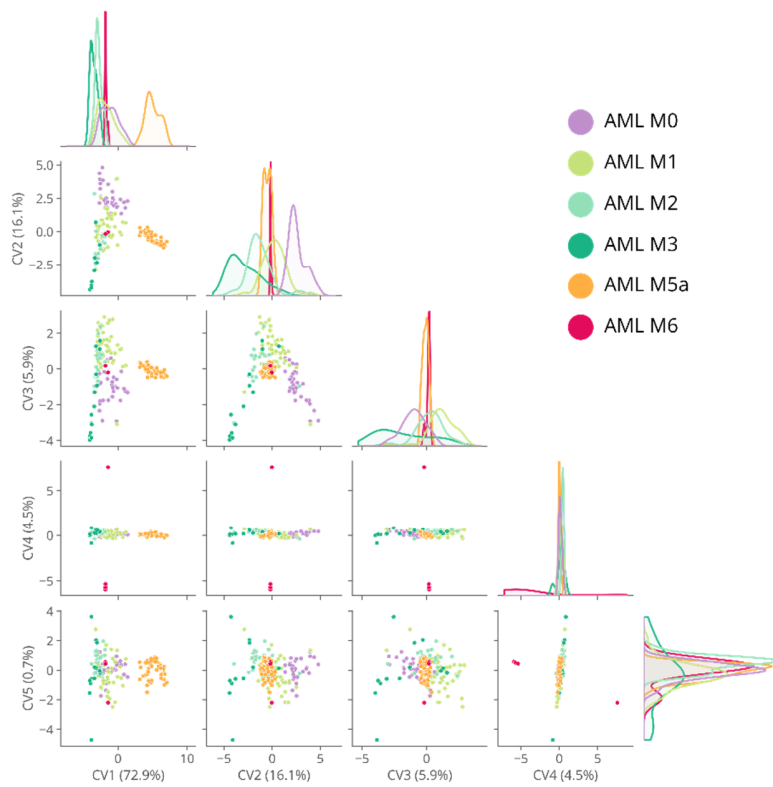 AML M0
AML M1
AML M2
AML M3
AML M5a
AML M6
CV2 (16.1%)
5.0
2.5
0.0
−2.5
CV3 (5.9%)
2
0
−2
−4
CV4 (4.5%)
5
0
−5
CV5 (0.7%)
4
2
0
−2
−4
0 10
−5 0 5
−5 0
0 5
CV1 (72.9%)
CV2 (16.1%)
CV3 (5.9%)
CV4 (4.5%)